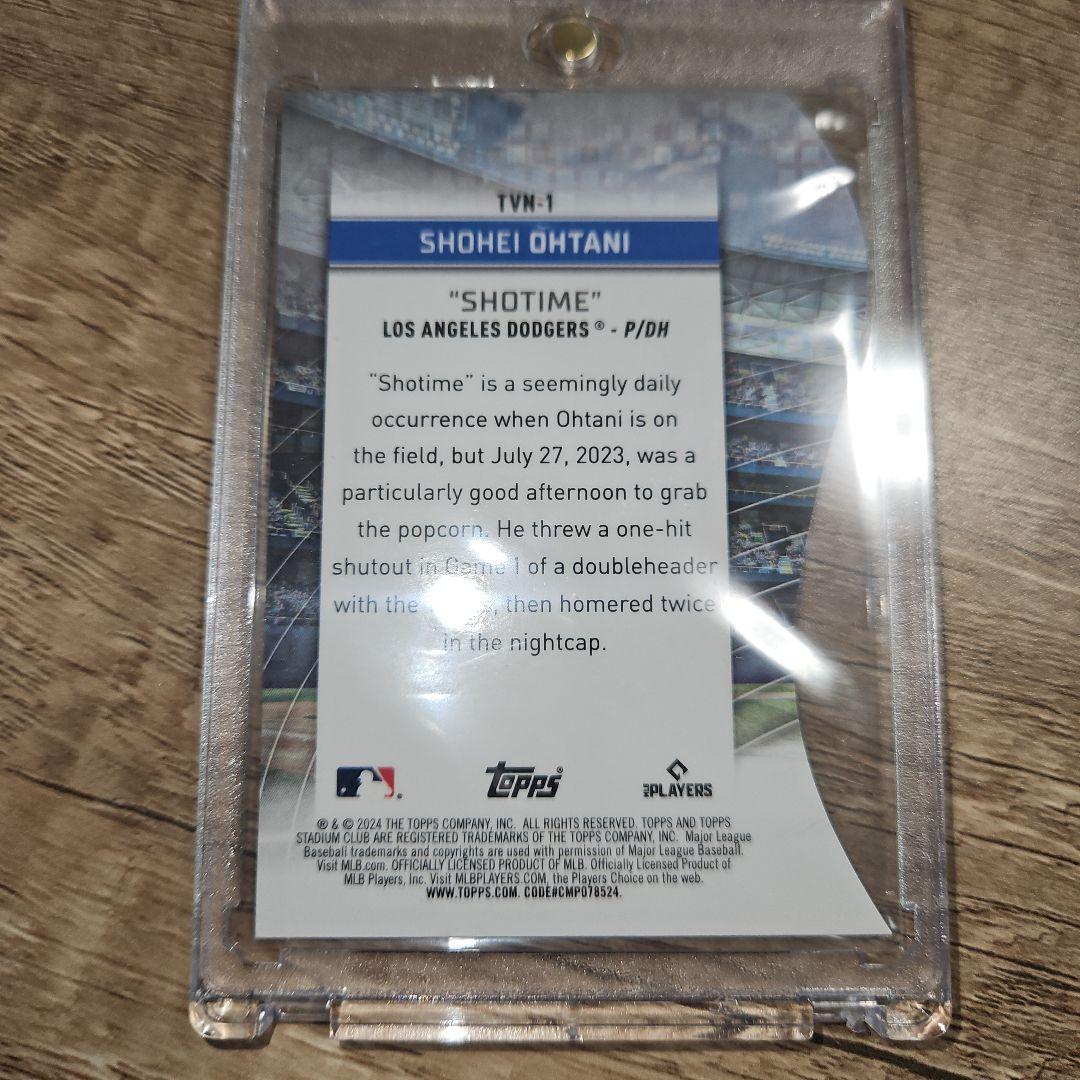 TVN-1
SHOHEI OHTANI
"SHOTIME"
LOS ANGELES DODGERS® - P/DH
"Shotime" is a seemingly daily
occurrence when Ohtani is on
the field, but July 27, 2023, was a
particularly good afternoon to grab
the popcorn. He threw a one-hit
shutout in Game 1 of a doubleheader
with the , then homered twice
in the nightcap.
topps®
MLB PLAYERS
® & © 2024 THE TOPPS COMPANY, INC. ALL RIGHTS RESERVED. TOPPS AND TOPPS
STADIUM CLUB ARE REGISTERED TRADEMARKS OF THE TOPPS COMPANY, INC. Major League
Baseball trademarks and copyrights are used with permission of Major League Baseball.
Visit MLB.com. OFFICIALLY LICENSED PRODUCT OF MLB. Officially Licensed Product of
MLB Players, Inc. Visit MLBPLAYERS.COM, the Players Choice on the web.
WWW.TOPPS.COM. CODE#CMP078524.